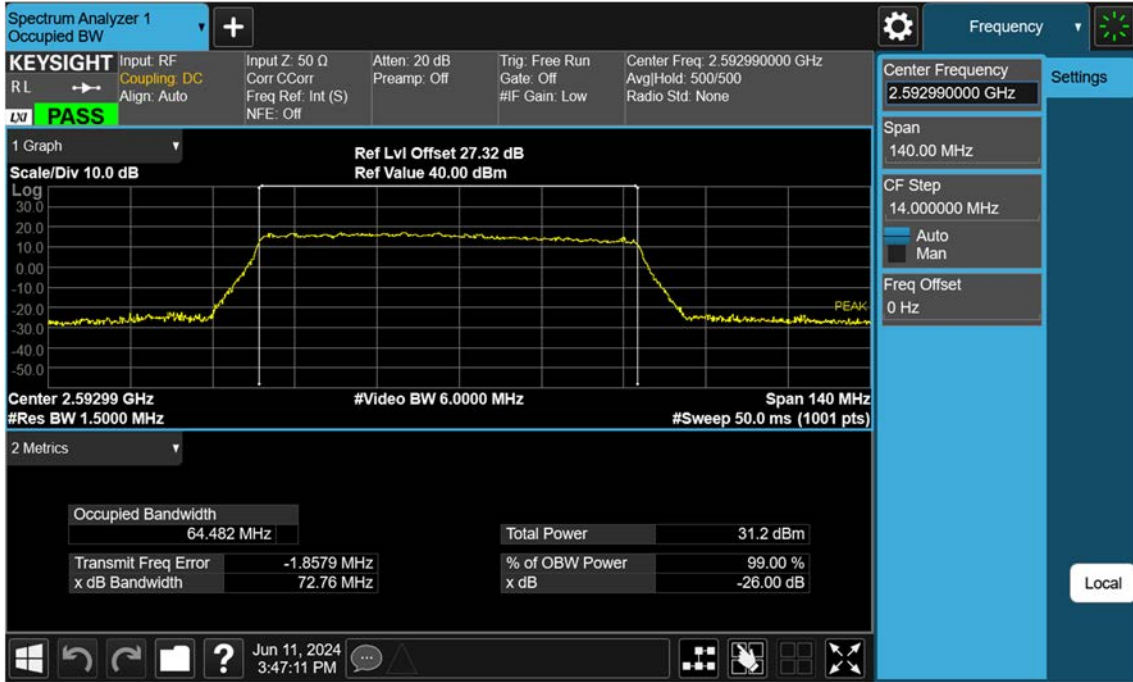 Spectrum Analyzer 1
Occupied BW
+
Frequency
KEYSIGHT
RL
LXI PASS
Input: RF
Coupling: DC
Align: Auto
Input Z: 50 Ω
Corr CCorr
Freq Ref: Int (S)
NFE: Off
Atten: 20 dB
Preamp: Off
Trig: Free Run
Gate: Off
#IF Gain: Low
Center Freq: 2.592990000 GHz
Avg|Hold: 500/500
Radio Std: None
1 Graph
Scale/Div 10.0 dB
Ref Lvl Offset 27.32 dB
Ref Value 40.00 dBm
Log
30.0
20.0
10.0
0.00
-10.0
-20.0
-30.0
-40.0
-50.0
PEAK
Center 2.59299 GHz
#Video BW 6.0000 MHz
Span 140 MHz
#Res BW 1.5000 MHz
#Sweep 50.0 ms (1001 pts)
2 Metrics
Occupied Bandwidth
64.482 MHz
Total Power 31.2 dBm
Transmit Freq Error -1.8579 MHz
% of OBW Power 99.00 %
x dB Bandwidth 72.76 MHz
x dB -26.00 dB
?
Jun 11, 2024
3:47:11 PM
Center Frequency
2.592990000 GHz
Settings
Span
140.00 MHz
CF Step
14.000000 MHz
Auto
Man
Freq Offset
0 Hz
Local